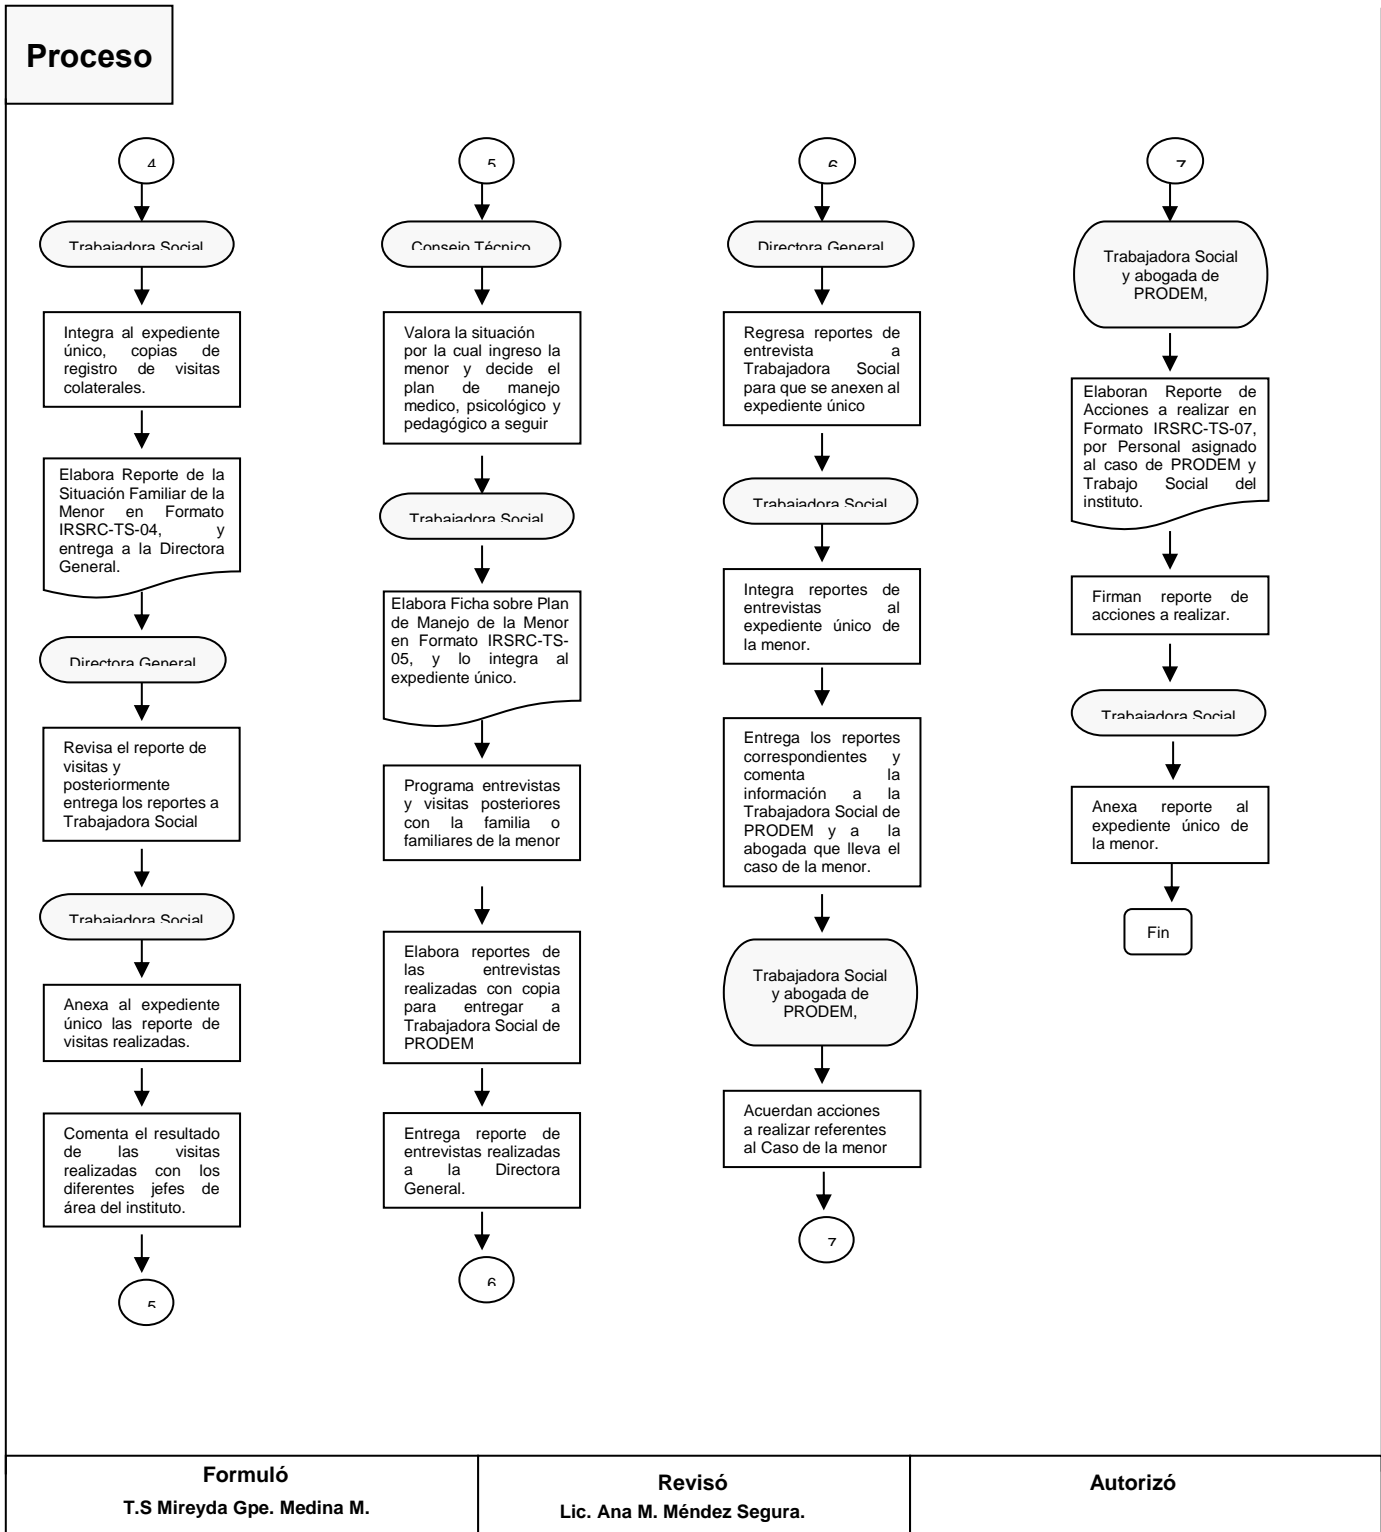 Proceso
4
Trabajadora Social
Integra al expediente
único, copias de
registro de visitas
colaterales.
Elabora Reporte de la
Situación Familiar de la
Menor en Formato
IRSRC-TS-04, y
entrega a la Directora
General.
Directora General
Revisa el reporte de
visitas y
posteriormente
entrega los reportes a
Trabajadora Social
Trabajadora Social
Anexa al expediente
único las reporte de
visitas realizadas.
Comenta el resultado
de las visitas
realizadas con los
diferentes jefes de
área del instituto.
5
5
Consejo Técnico
Valora la situación
por la cual ingreso la
menor y decide el
plan de manejo
medico, psicológico y
pedagógico a seguir
Trabajadora Social
Elabora Ficha sobre Plan
de Manejo de la Menor
en Formato IRSRC-TS-
05, y lo integra al
expediente único.
Programa entrevistas
y visitas posteriores
con la familia o
familiares de la menor
Elabora reportes de
las entrevistas
realizadas con copia
para entregar a
Trabajadora Social de
PRODEM
Entrega reporte de
entrevistas realizadas
a la Directora
General.
6
6
Directora General
Regresa reportes de
entrevista a
Trabajadora Social
para que se anexen al
expediente único
Trabajadora Social
Integra reportes de
entrevistas al
expediente único de
la menor.
Entrega los reportes
correspondientes y
comenta la
información a la
Trabajadora Social de
PRODEM y a la
abogada que lleva el
caso de la menor.
Trabajadora Social
y abogada de
PRODEM,
Acuerdan acciones
a realizar referentes
al Caso de la menor
7
7
Trabajadora Social
y abogada de
PRODEM,
Elaboran Reporte de
Acciones a realizar en
Formato IRSRC-TS-07,
por Personal asignado
al caso de PRODEM y
Trabajo Social del
instituto.
Firman reporte de
acciones a realizar.
Trabajadora Social
Anexa reporte al
expediente único de
la menor.
Fin
Formuló
T.S Mireyda Gpe. Medina M.
Revisó
Lic. Ana M. Méndez Segura.
Autorizó